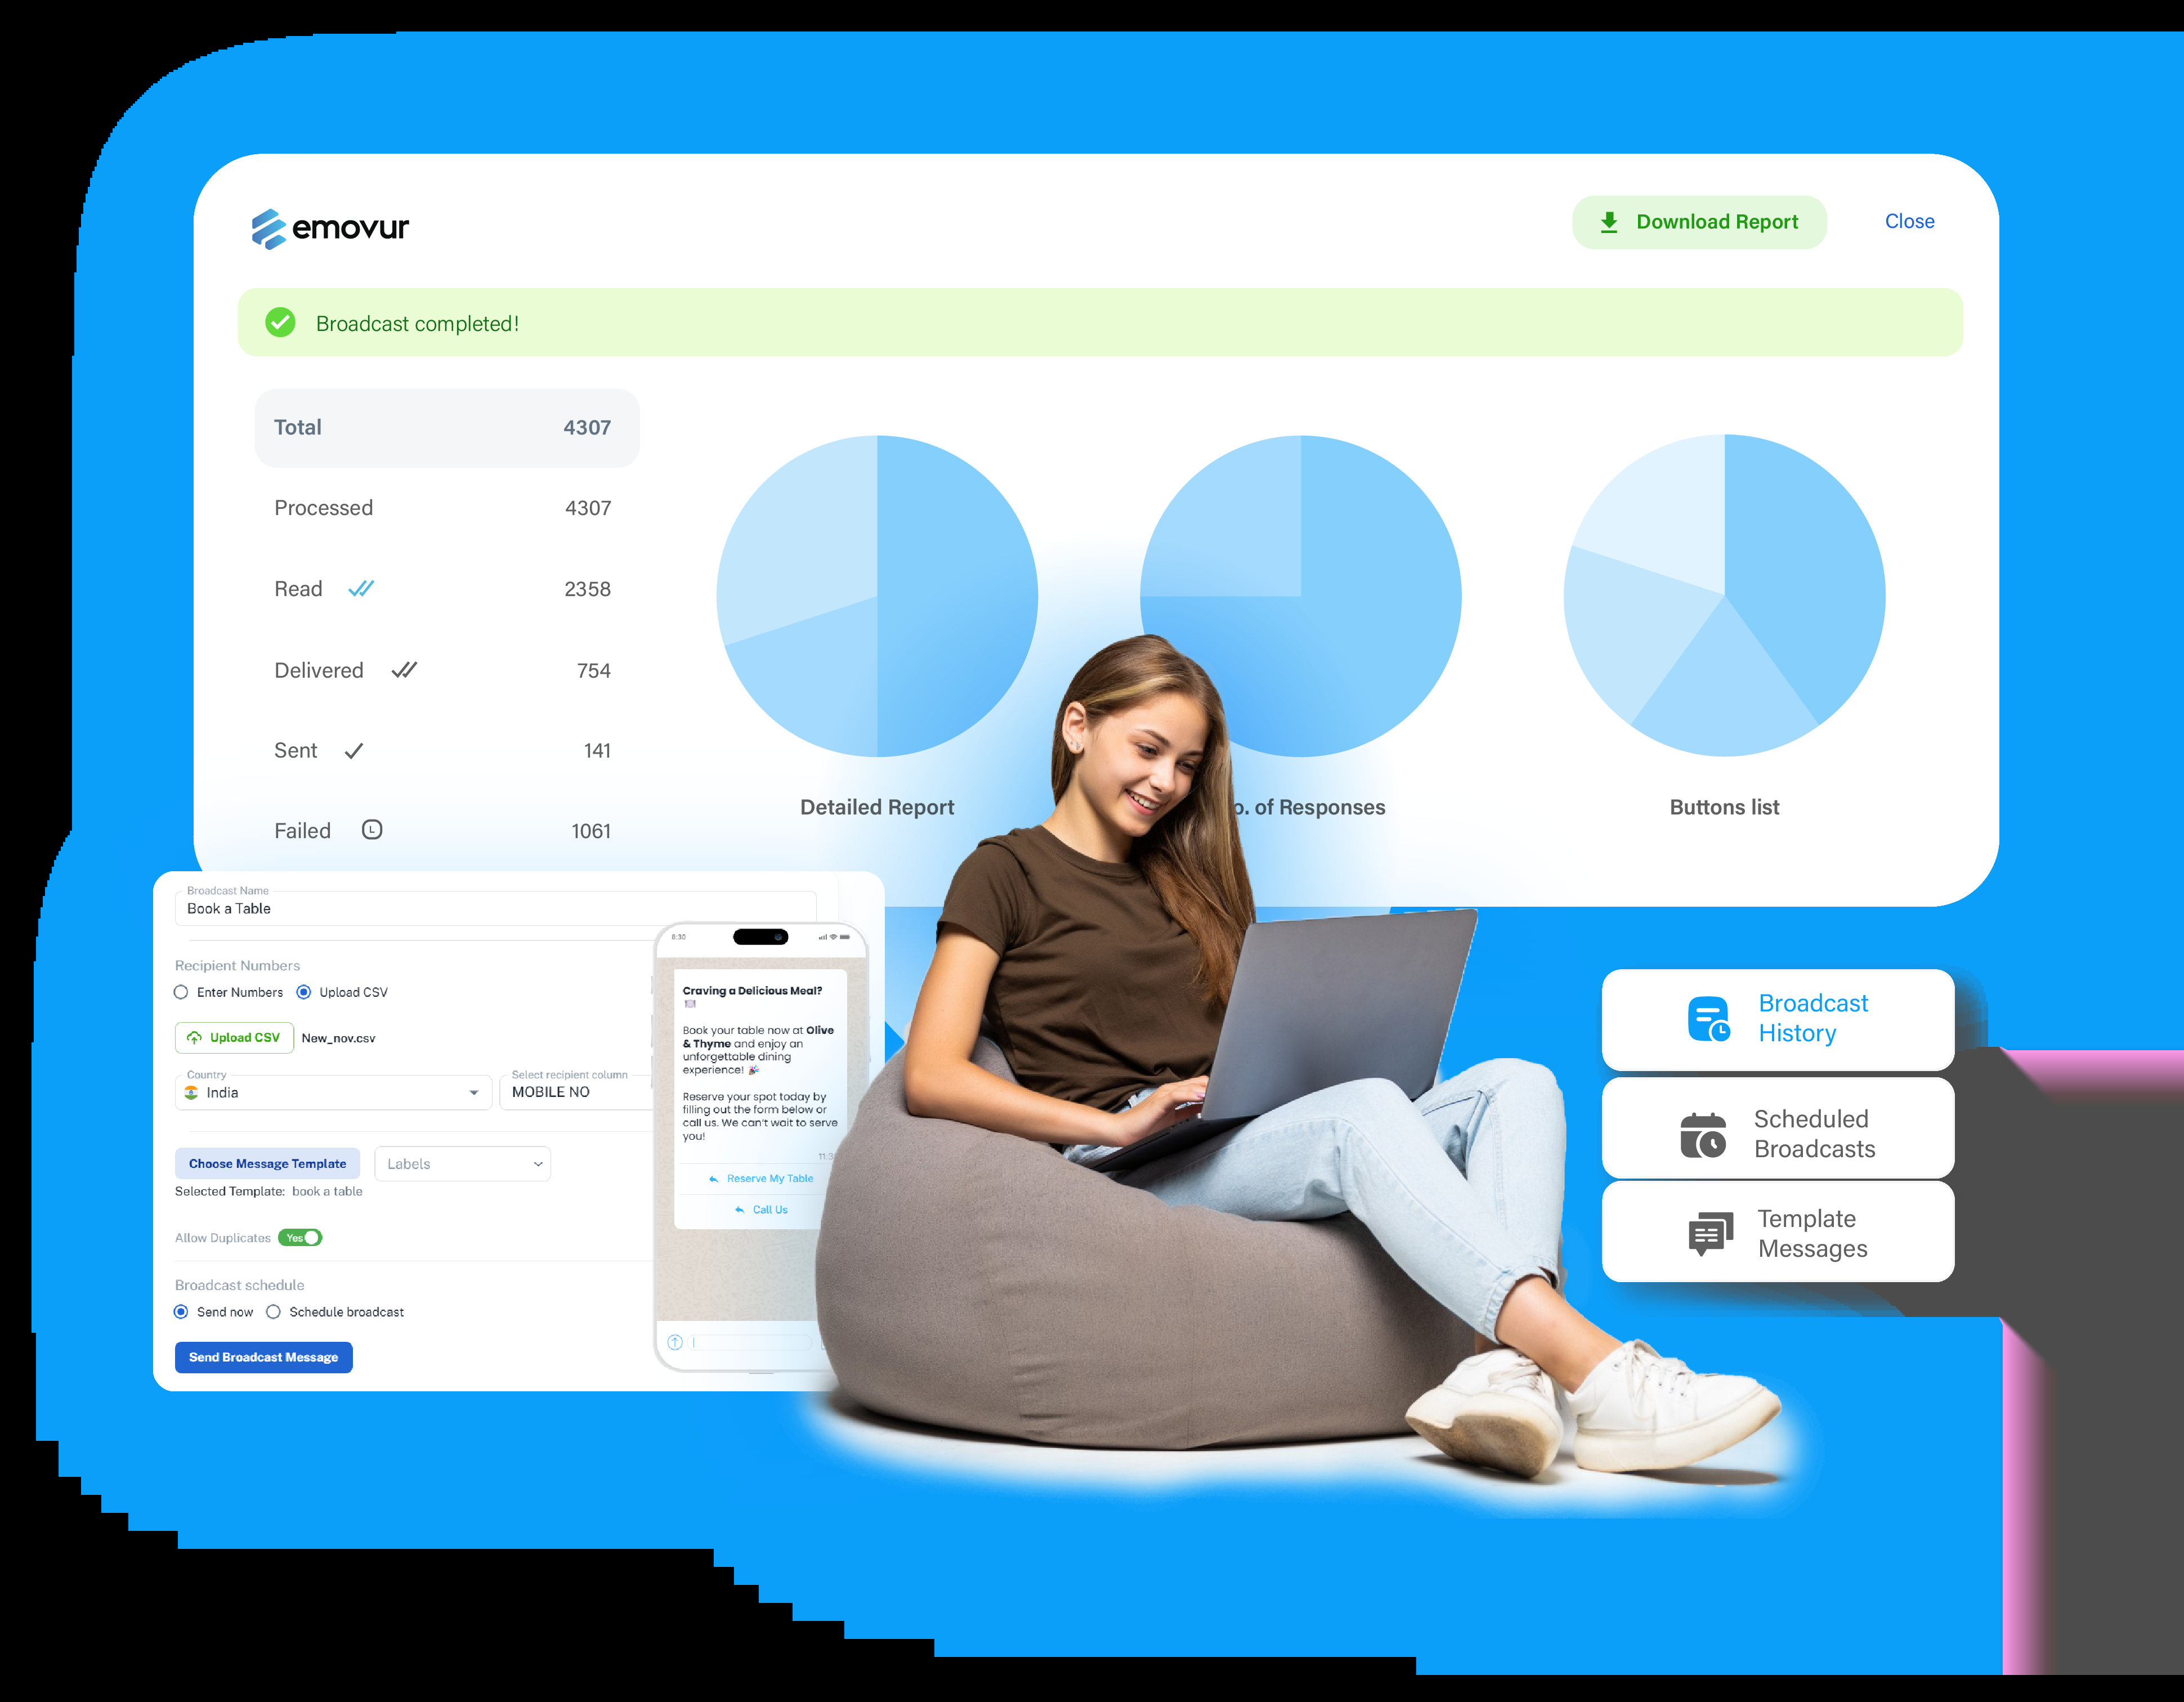 emovur
Download Report
Close
Broadcast completed!
Total 4307
Processed 4307
Read 2358
Delivered 754
Sent 141
Failed 1061
Detailed Report
of Responses
Buttons list
Broadcast Name
Book a Table
Recipient Numbers
Enter Numbers Upload CSV
Upload CSV New_nov.csv
Country
India
Select recipient column
MOBILE NO
Choose Message Template Labels
Selected Template: book a table
Allow Duplicates Yes
Broadcast schedule
Send now Schedule broadcast
Send Broadcast Message
8:30
Craving a Delicious Meal?
🍽️
Book your table now at Olive
& Thyme and enjoy an
unforgettable dining
experience! 🎉
Reserve your spot today by
filling out the form below or
call us. We can't wait to serve
you!
Reserve My Table
Call Us
Broadcast
History
Scheduled
Broadcasts
Template
Messages